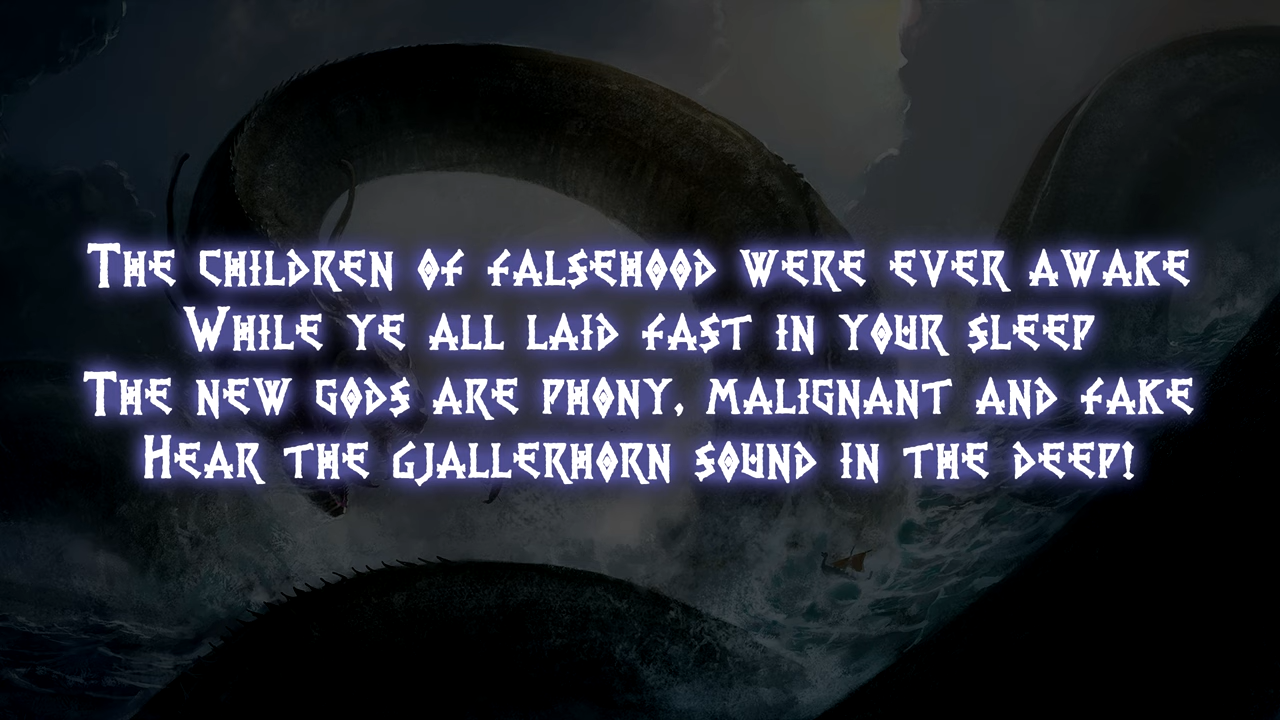 The children of falsehood were ever awake
While ye all laid fast in your sleep
The new gods are phony, malignant and fake
Hear the gjallerhorn sound in the deep!